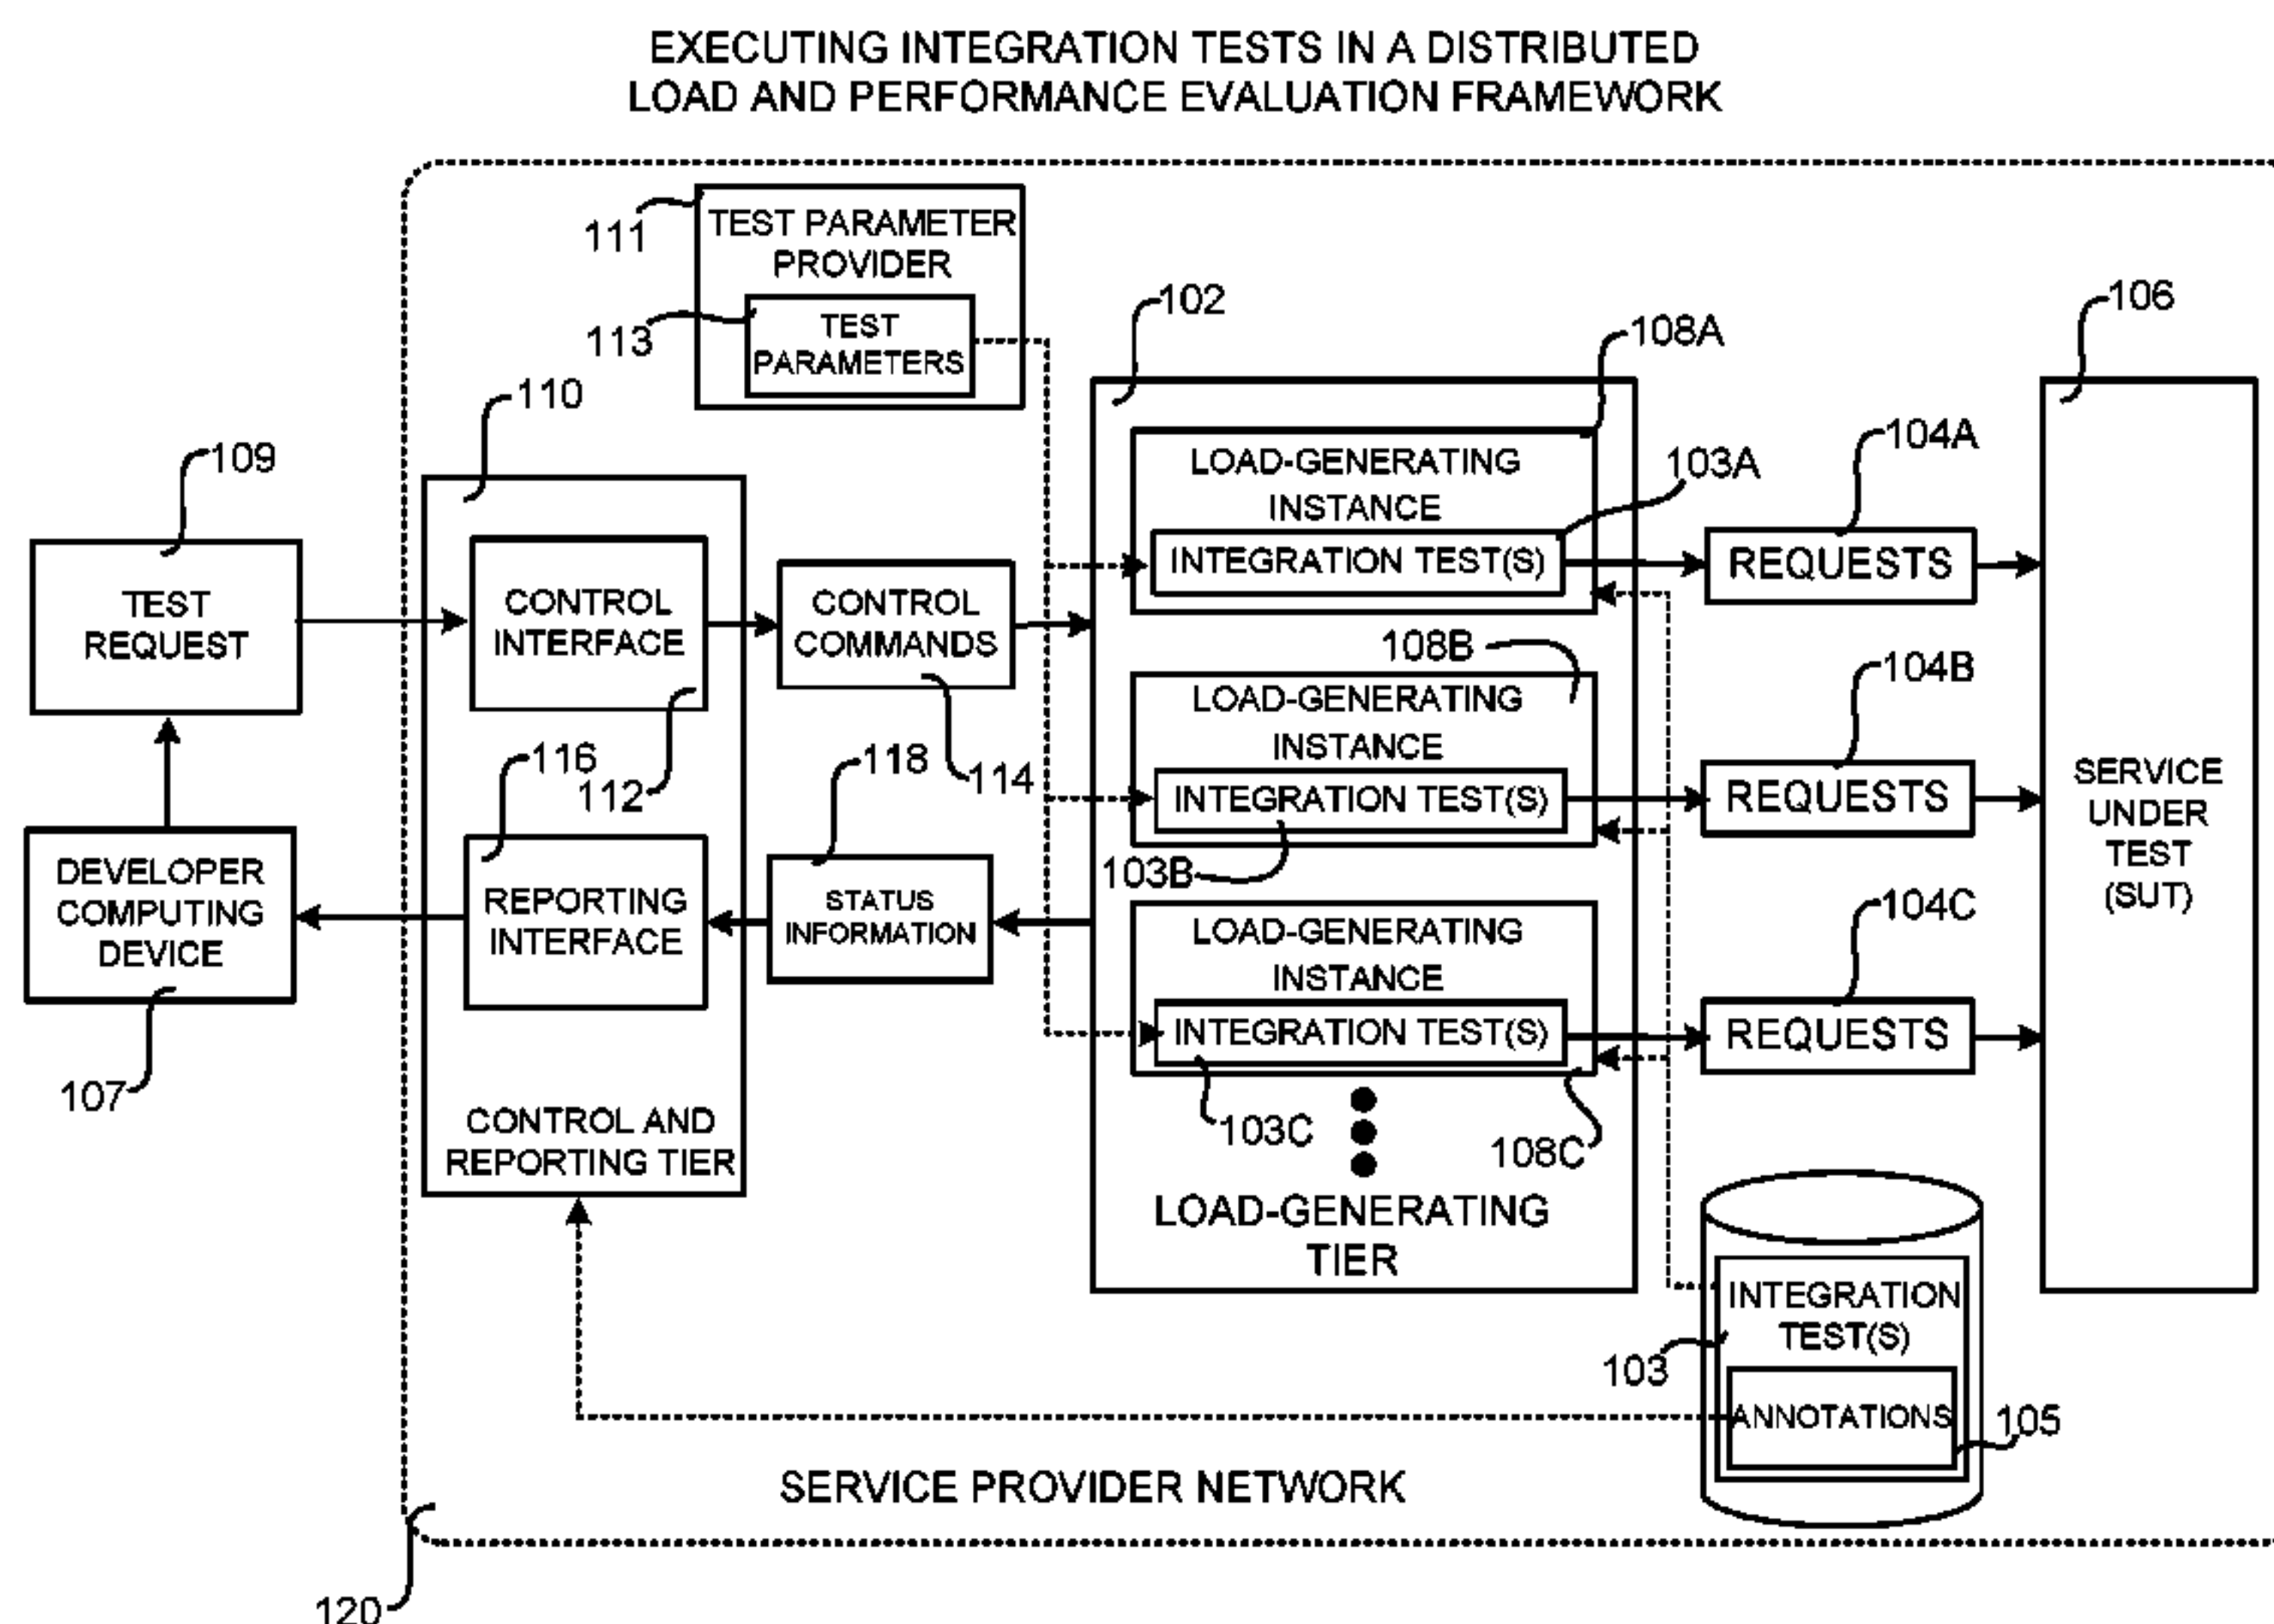 EXECUTING INTEGRATION TESTS IN A DISTRIBUTED
LOAD AND PERFORMANCE EVALUATION FRAMEWORK
111
TEST PARAMETER
PROVIDER
113
TEST
PARAMETERS
102
108A
106
110
109
104A
LOAD-GENERATING
INSTANCE
103A
INTEGRATION TEST(S)
REQUESTS
TEST
REQUEST
CONTROL
INTERFACE
CONTROL
COMMANDS
108B
104B
LOAD-GENERATING
INSTANCE
116
112
118
114
INTEGRATION TEST(S)
REQUESTS
SERVICE
UNDER
TEST
(SUT)
103B
DEVELOPER
COMPUTING
DEVICE
REPORTING
INTERFACE
STATUS
INFORMATION
104C
LOAD-GENERATING
INSTANCE
INTEGRATION TEST(S)
REQUESTS
107
103C
108C
CONTROL AND
REPORTING TIER
LOAD-GENERATING
TIER
INTEGRATION
TEST(S)
103
ANNOTATIONS
105
SERVICE PROVIDER NETWORK
120